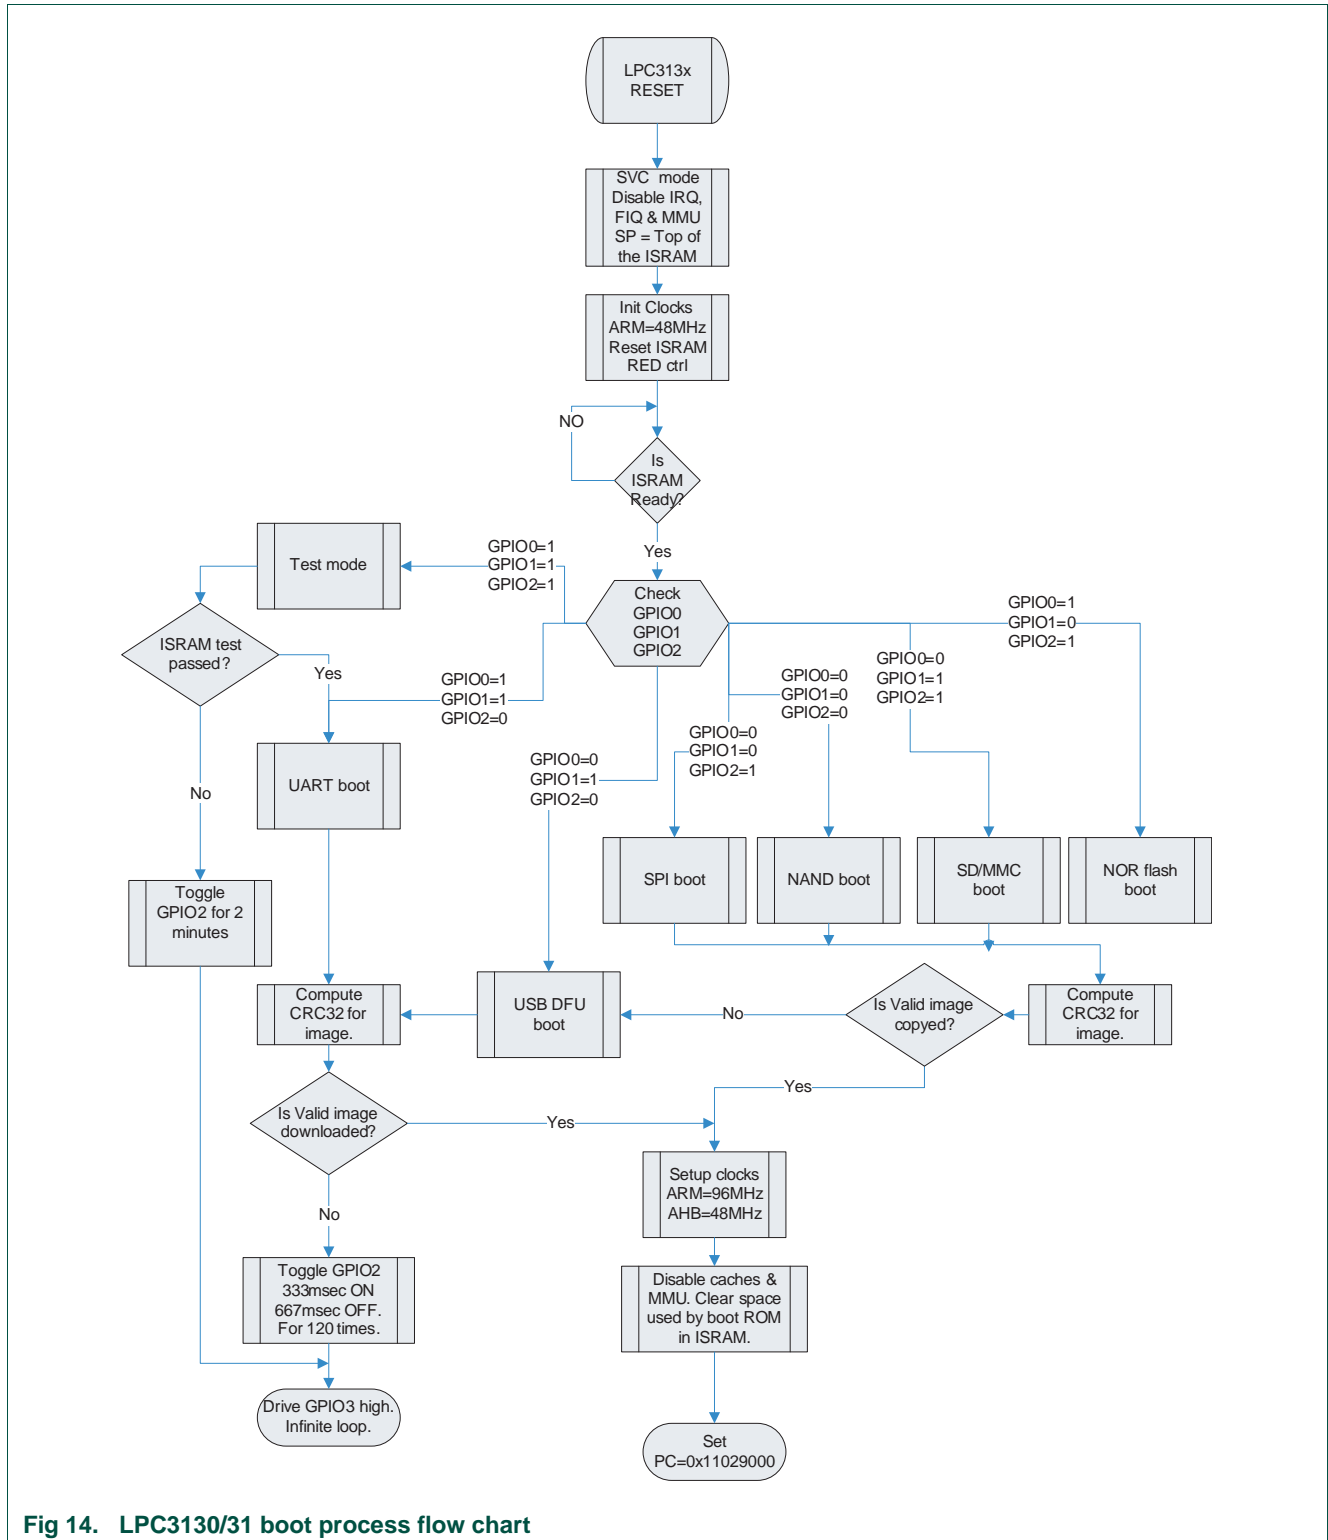 LPC313x
RESET
SVC mode
Disable IRQ,
FIQ & MMU
SP = Top of
the ISRAM
Init Clocks
ARM=48MHz
Reset ISRAM
RED ctrl
NO
Is
ISRAM
Ready?
Yes
Test mode
GPIO0=1
GPIO1=1
GPIO2=1
Check
GPIO0
GPIO1
GPIO2
GPIO0=1
GPIO1=0
GPIO2=1
ISRAM test
passed?
Yes
GPIO0=1
GPIO1=1
GPIO2=0
GPIO0=0
GPIO1=0
GPIO2=0
GPIO0=0
GPIO1=1
GPIO2=1
GPIO0=0
GPIO1=0
GPIO2=1
GPIO0=0
GPIO1=1
GPIO2=0
No
UART boot
SPI boot
NAND boot
SD/MMC
boot
NOR flash
boot
Toggle
GPIO2 for 2
minutes
Compute
CRC32 for
image.
USB DFU
boot
No
Is Valid image
copyed?
Compute
CRC32 for
image.
Yes
Is Valid image
downloaded?
Yes
Setup clocks
ARM=96MHz
AHB=48MHz
No
Toggle GPIO2
333msec ON
667msec OFF.
For 120 times.
Disable caches &
MMU. Clear space
used by boot ROM
in ISRAM.
Drive GPIO3 high.
Infinite loop.
Set
PC=0x11029000
Fig 14. LPC3130/31 boot process flow chart